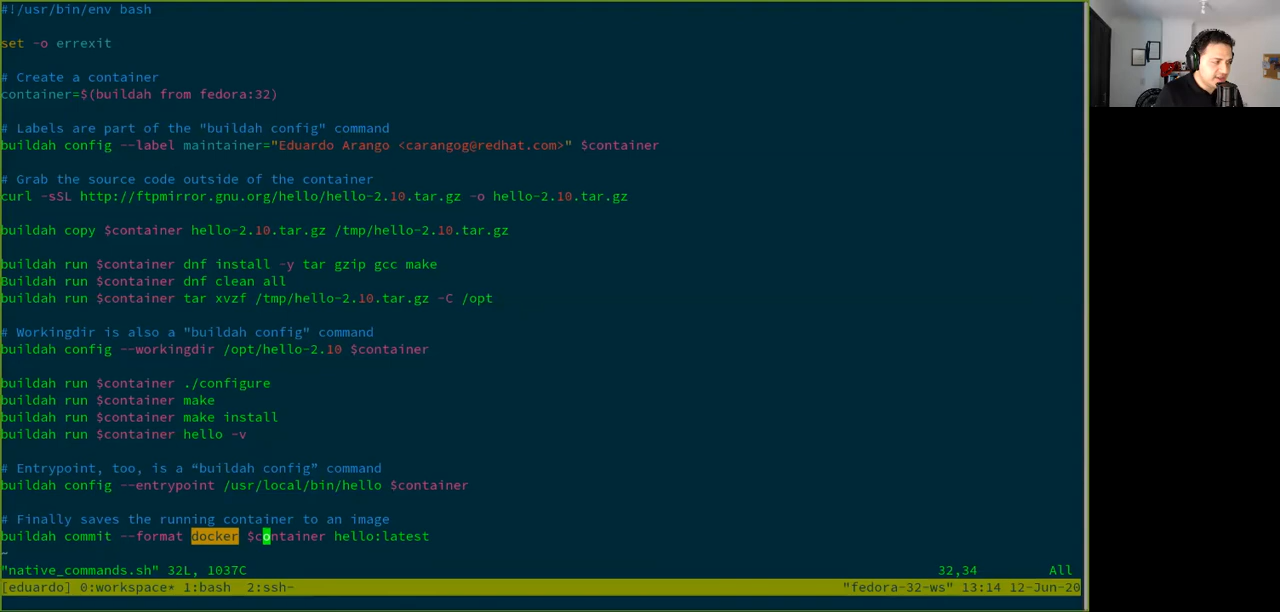 #!/usr/bin/env bash
set -o errexit
# Create a container
container=$(buildah from fedora:32)
# Labels are part of the "buildah config" command
buildah config --label maintainer="Eduardo Arango <carangog@redhat.com>" $container
# Grab the source code outside of the container
curl -sSL http://ftpmirror.gnu.org/hello/hello-2.10.tar.gz -o hello-2.10.tar.gz
buildah copy $container hello-2.10.tar.gz /tmp/hello-2.10.tar.gz
buildah run $container dnf install -y tar gzip gcc make
Buildah run $container dnf clean all
buildah run $container tar xvzf /tmp/hello-2.10.tar.gz -C /opt
# Workingdir is also a "buildah config" command
buildah config --workingdir /opt/hello-2.10 $container
buildah run $container ./configure
buildah run $container make
buildah run $container make install
buildah run $container hello -v
# Entrypoint, too, is a “buildah config” command
buildah config --entrypoint /usr/local/bin/hello $container
# Finally saves the running container to an image
buildah commit --format docker $container hello:latest
~
"native_commands.sh" 32L, 1037C 32,34 All
[eduardo] 0:workspace* 1:bash 2:ssh- "fedora-32-ws" 13:14 12-Jun-20